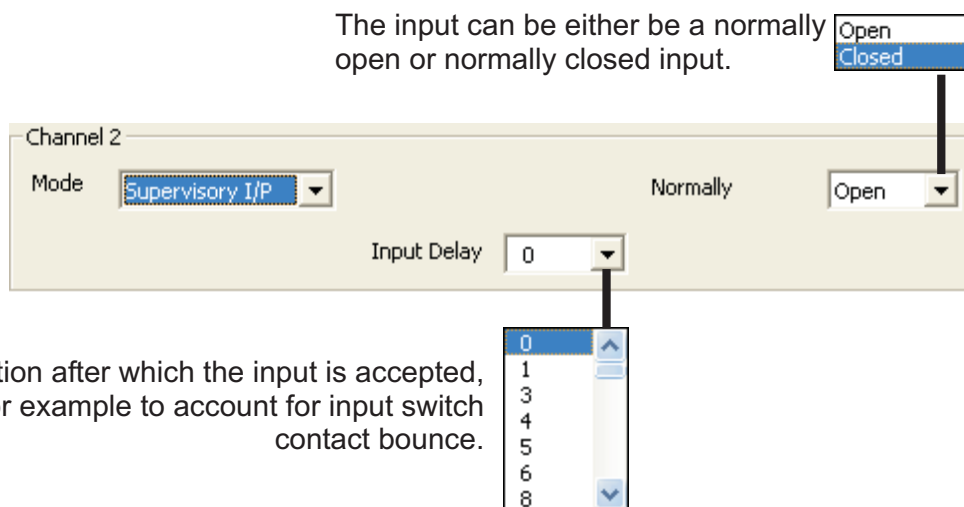 The input can be either be a normally
open or normally closed input.
Open
Closed
Channel 2
Mode
Supervisory I/P
Normally
Open
Input Delay
0
after which the input is accepted,
example to account for input switch
contact bounce.
0
1
3
4
5
6
8